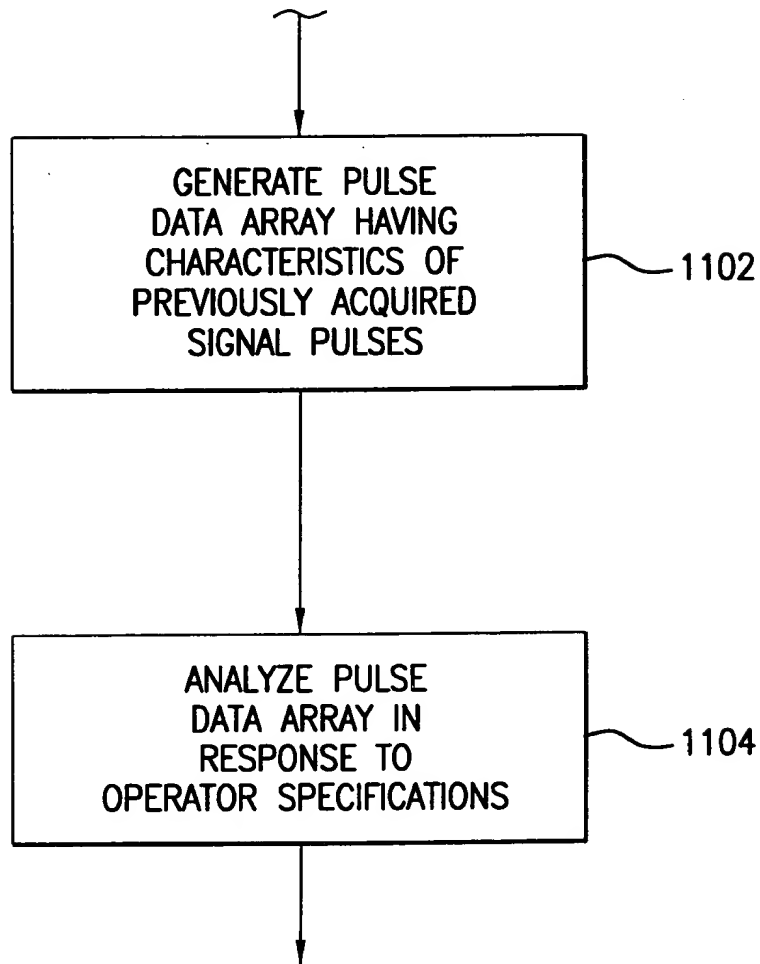 GENERATE PULSE
DATA ARRAY HAVING
CHARACTERISTICS OF
PREVIOUSLY ACQUIRED
SIGNAL PULSES
1102
ANALYZE PULSE
DATA ARRAY IN
RESPONSE TO
OPERATOR SPECIFICATIONS
1104